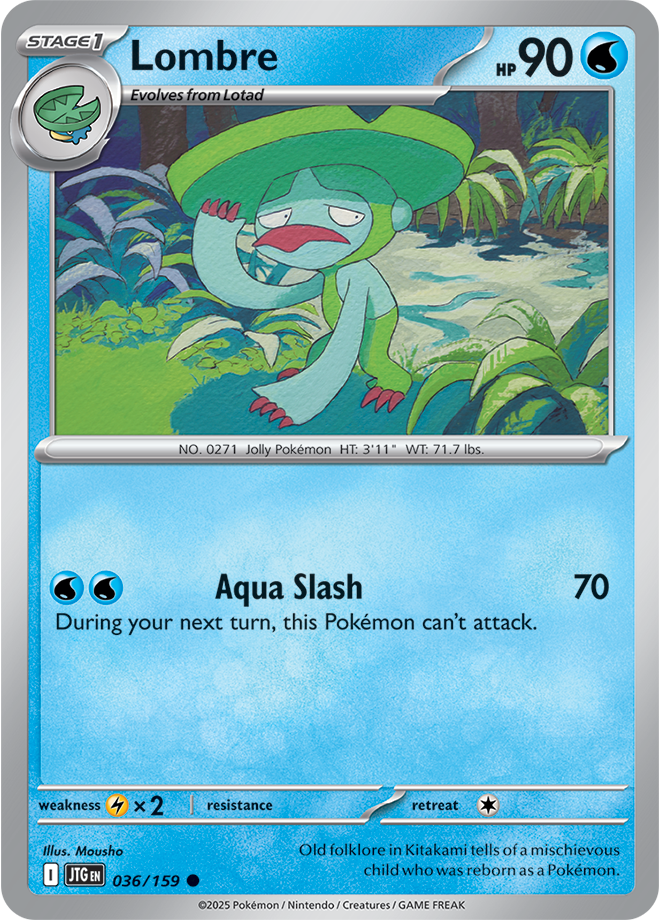 STAGE1
Lombre
HP 90
Evolves from Lotad
NO. 0271 Jolly Pokémon HT: 3'11" WT: 71.7 lbs.
Aqua Slash 70
During your next turn, this Pokémon can't attack.
weakness ×2 resistance retreat
Illus. Mousho
Old folklore in Kitakami tells of a mischievous
child who was reborn as a Pokémon.
I JTG EN 036/159
©2025 Pokémon / Nintendo / Creatures / GAME FREAK